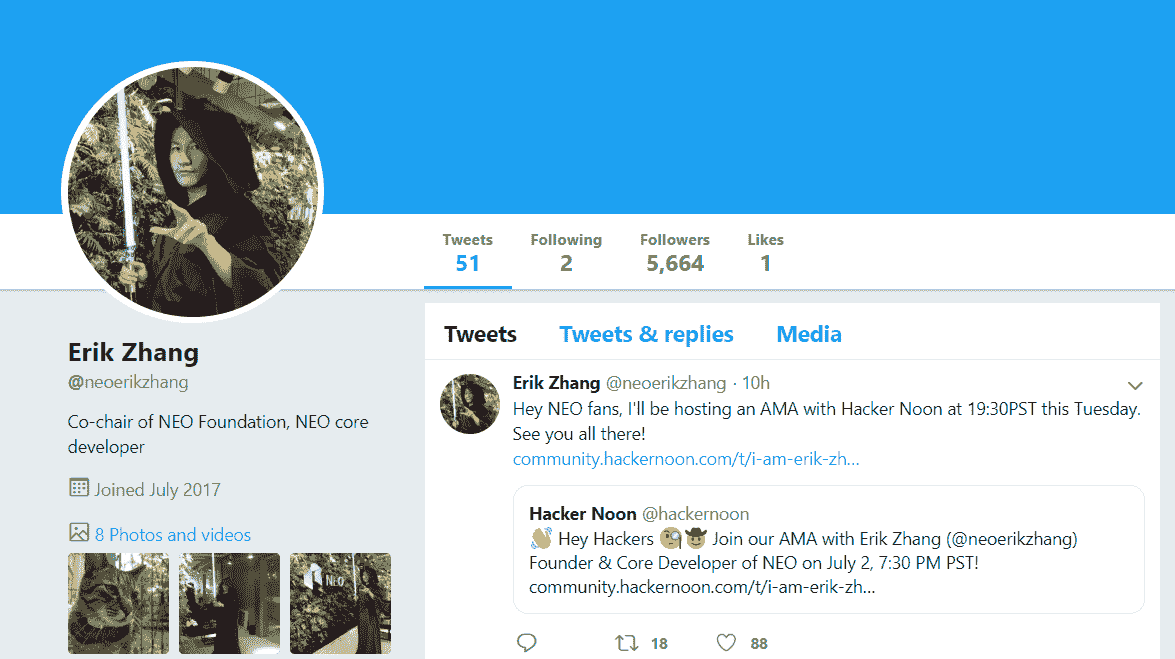 Tweets
51
Following
2
Followers
5,664
Likes
1
Erik Zhang
@neoerikzhang
Co-chair of NEO Foundation, NEO core
developer
Joined July 2017
8 Photos and videos
NEO
Tweets
Tweets & replies
Media
Erik Zhang @neoerikzhang · 10h
Hey NEO fans, I'll be hosting an AMA with Hacker Noon at 19:30PST this Tuesday.
See you all there!
community.hackernoon.com/t/i-am-erik-zh...
Hacker Noon @hackernoon
👋 Hey Hackers 🧐🤠 Join our AMA with Erik Zhang (@neoerikzhang)
Founder & Core Developer of NEO on July 2, 7:30 PM PST!
community.hackernoon.com/t/i-am-erik-zh...
18
88